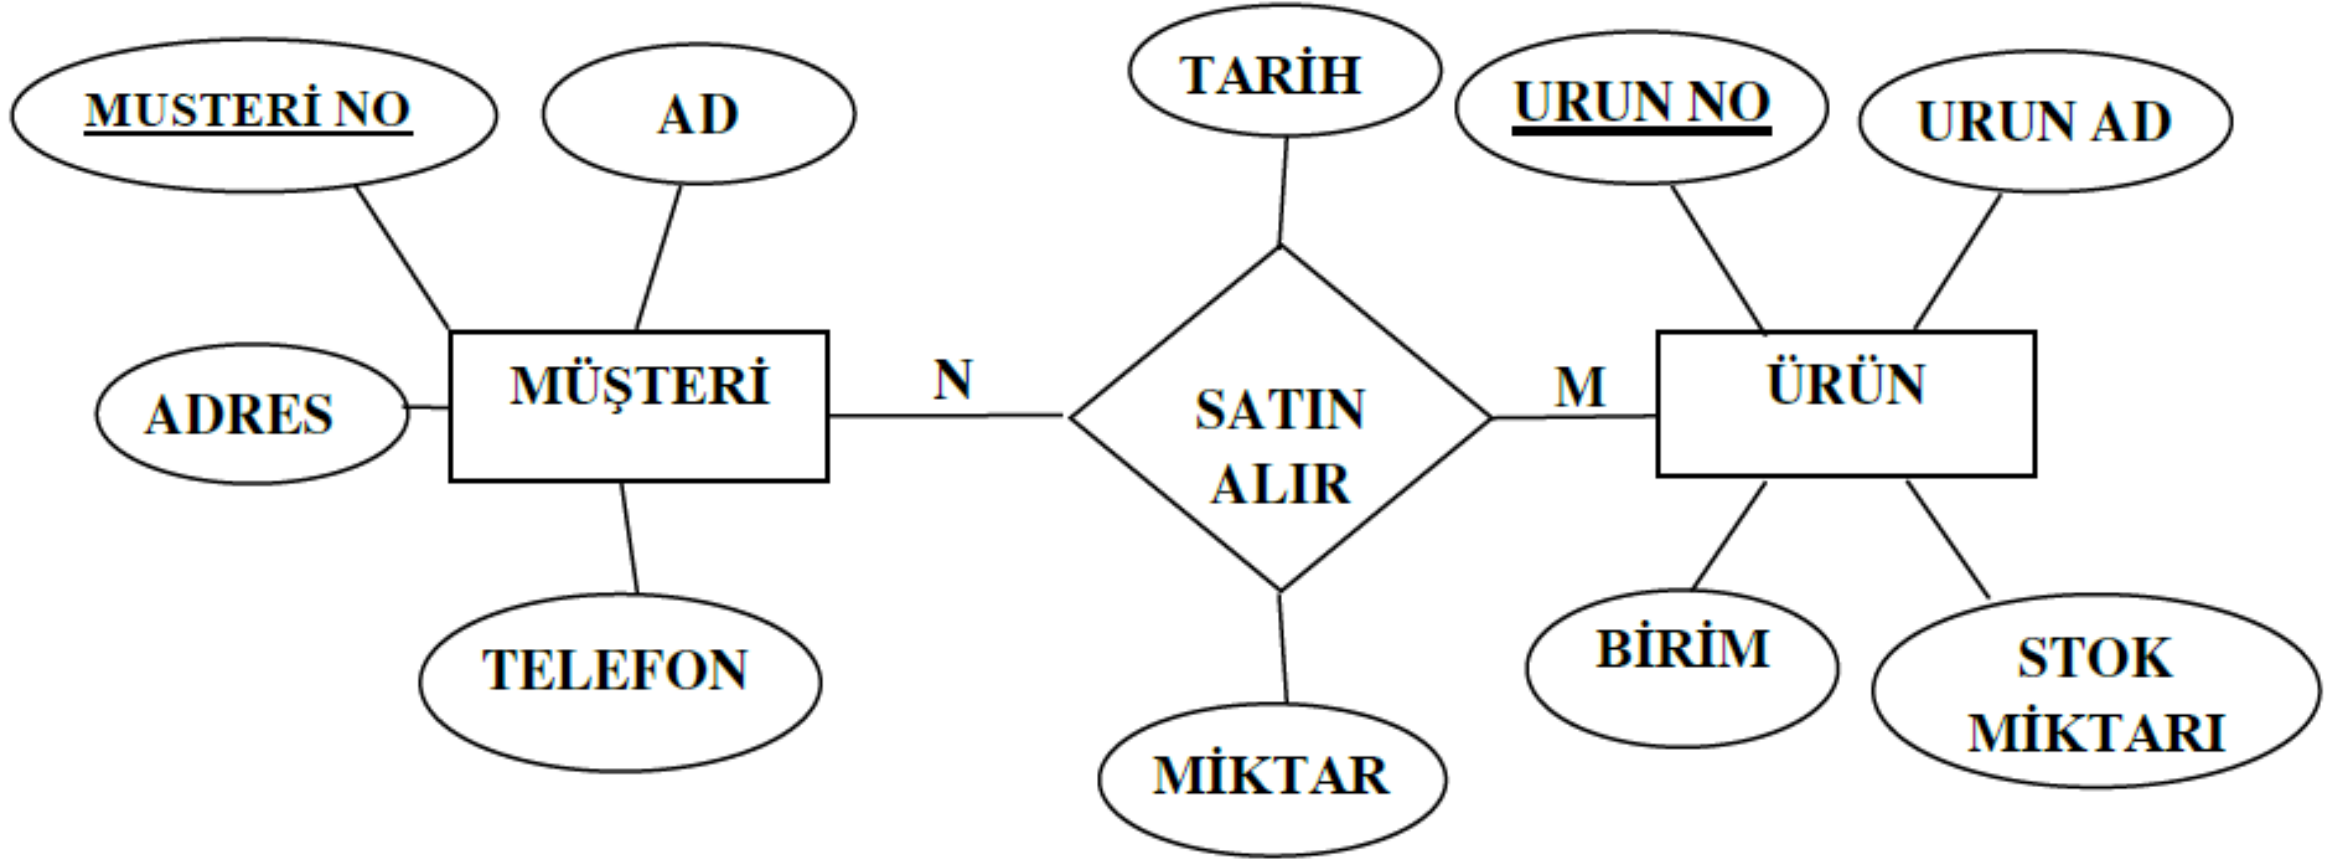 MUSTERİ NO
AD
TARİH
URUN NO
URUN AD
ADRES
MÜŞTERİ
N
SATIN
ALIR
M
ÜRÜN
TELEFON
MİKTAR
BİRİM
STOK
MİKTARI